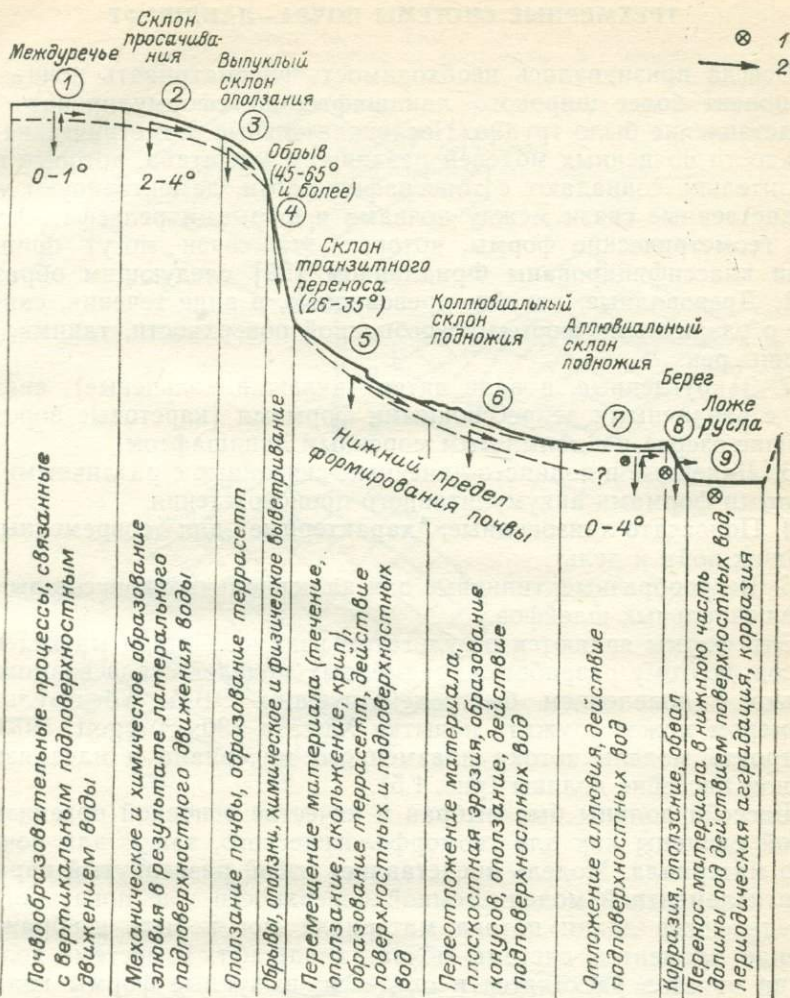 Междуречье
1
Склон
просачива-
ния
2
Выпуклый
склон
оползания
3
Обрыв
(45-65°
и более)
4
Склон
транзитного
переноса
(26-35°)
5
Коллювиальный
склон
подножия
6
Аллювиальный
склон
подножия
7
Берег
8
Ложе
русла
9
⊗ 1
→ 2
0-1°
2-4°
Нижний предел
формирования почвы
?
0-4°
Почвообразовательные процессы, связанные
с вертикальным подповерхностным
движением воды
Механическое и химическое образование
элювия в результате латерального
подповерхностного движения воды
Оползание почвы, образование террасетт
Обрывы, оползни, химическое и физическое выветривание
Перемещение материала (течение,
оползание, скольжение, крип),
образование террасетт, действие
поверхностных и подповерхностных
вод
Переотложение материала,
плоскостная эрозия, образование
конусов, оползание, действие
подповерхностных вод
Отложение аллювия, действие
подповерхностных вод
Корразия, оползание, обвал
Перенос материала в нижнюю часть
долины под действием поверхностных вод,
периодическая аградация, корразия